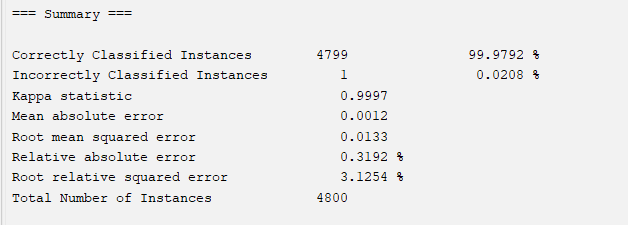 === Summary ===
Correctly Classified Instances 4799 99.9792 %
Incorrectly Classified Instances 1 0.0208 %
Kappa statistic 0.9997
Mean absolute error 0.0012
Root mean squared error 0.0133
Relative absolute error 0.3192 %
Root relative squared error 3.1254 %
Total Number of Instances 4800